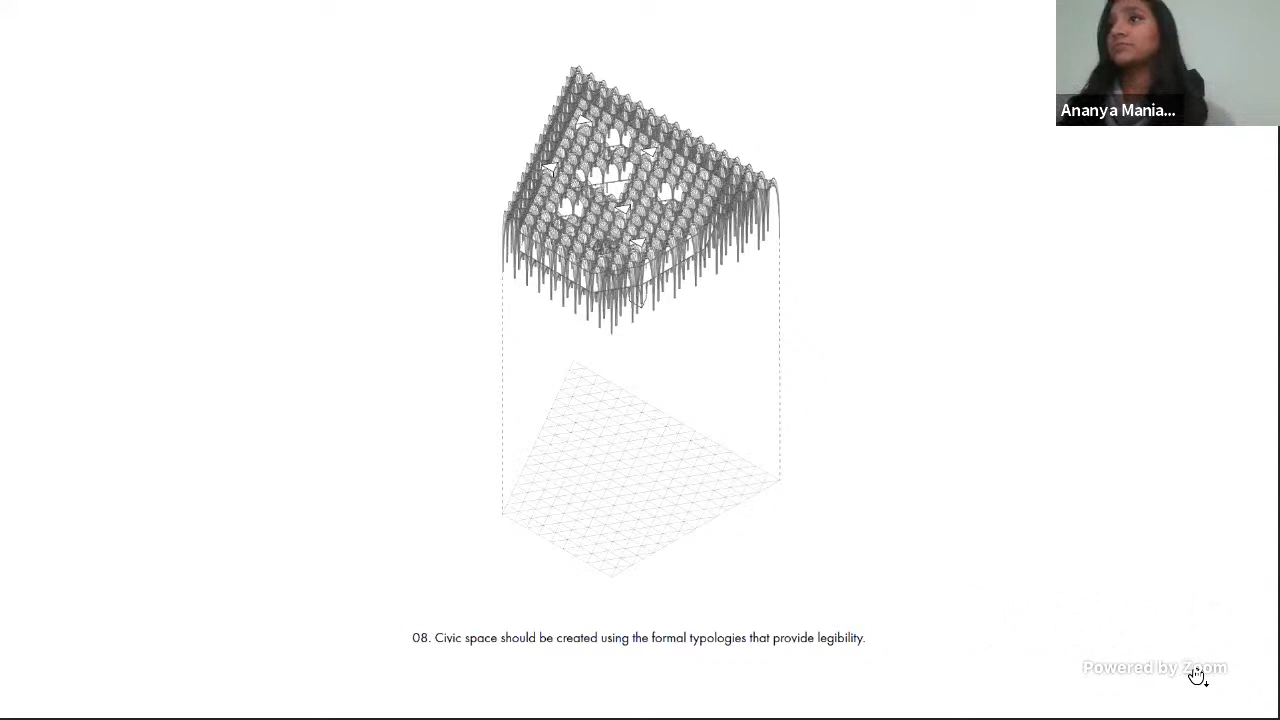 Ananya Mania...
08. Civic space should be created using the formal typologies that provide legibility.
Powered by Zoom